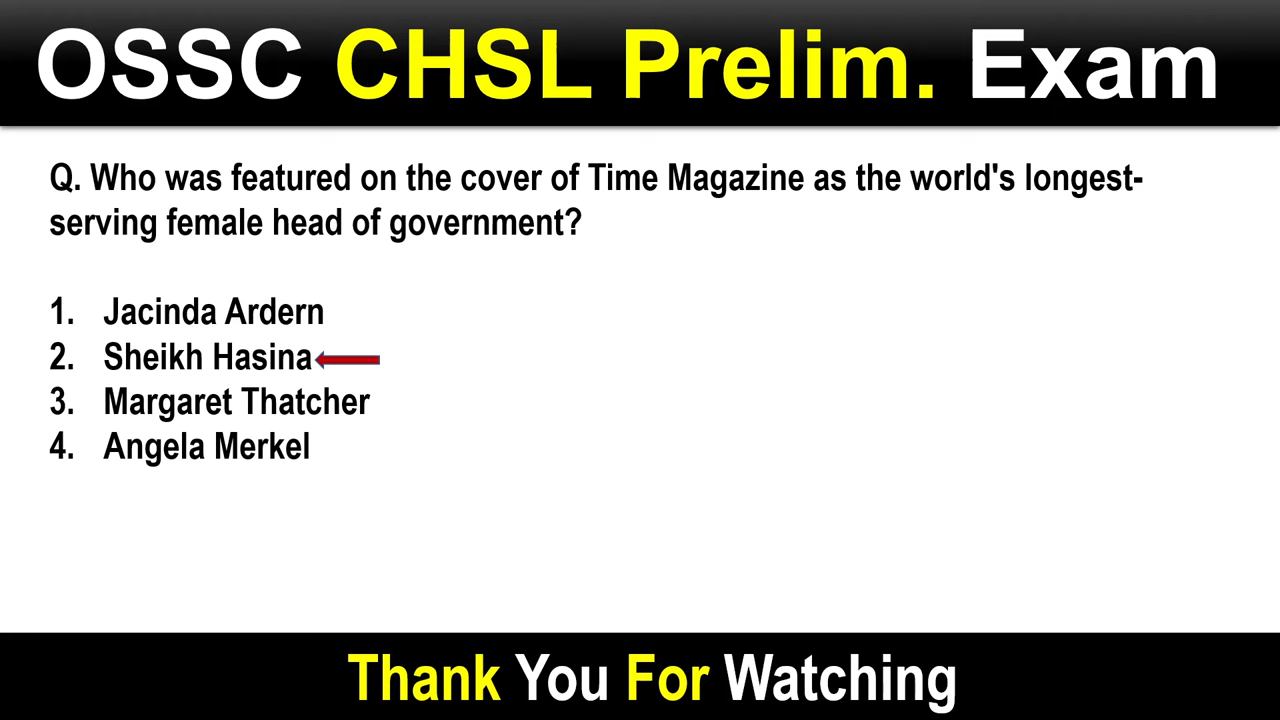 OSSC CHSL Prelim. Exam
Q. Who was featured on the cover of Time Magazine as the world's longest-
serving female head of government?
1. Jacinda Ardern
2. Sheikh Hasina
3. Margaret Thatcher
4. Angela Merkel
Thank You For Watching